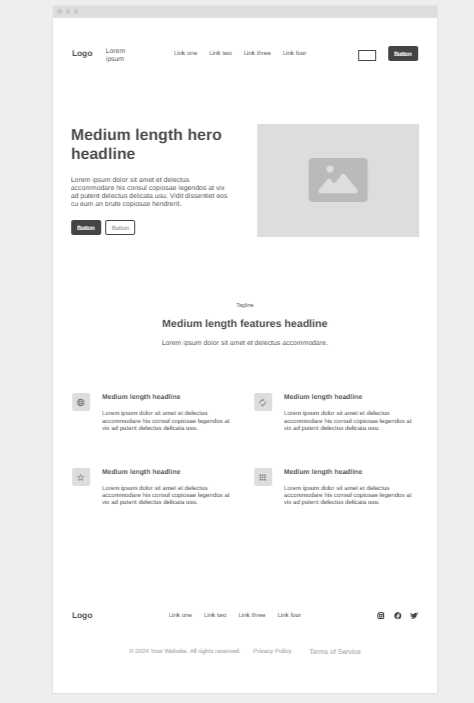 Logo
Lorem
ipsum
Link one Link two Link three Link four
Button
Medium length hero
headline
Lorem ipsum dolor sit amet et delectus
accommodare his consul copiosae legendos at vix
ad putent delectus delicata usu. Vidit dissentiet eos
cu eum an brute copiosae hendrerit.
Button Button
Tagline
Medium length features headline
Lorem ipsum dolor sit amet et delectus accommodare.
Medium length headline
Lorem ipsum dolor sit amet et delectus
accommodare his consul copiosae legendos at
vix ad putent delectus delicata usu.
Medium length headline
Lorem ipsum dolor sit amet et delectus
accommodare his consul copiosae legendos at
vix ad putent delectus delicata usu.
Medium length headline
Lorem ipsum dolor sit amet et delectus
accommodare his consul copiosae legendos at
vix ad putent delectus delicata usu.
Medium length headline
Lorem ipsum dolor sit amet et delectus
accommodare his consul copiosae legendos at
vix ad putent delectus delicata usu.
Logo
Link one Link two Link three Link four
© 2024 Your Website. All rights reserved. Privacy Policy Terms of Service